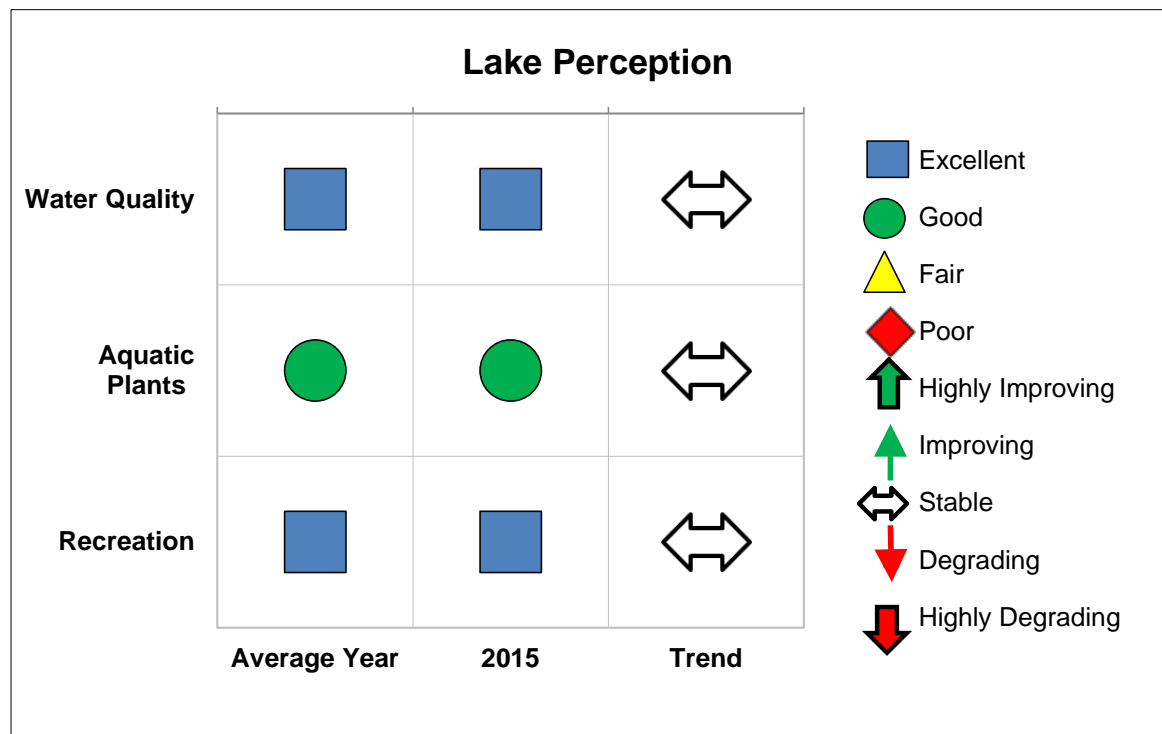 Lake Perception
Water Quality
Aquatic
Plants
Recreation
Average Year
2015
Trend
Excellent
Good
Fair
Poor
Highly Improving
Improving
Stable
Degrading
Highly Degrading